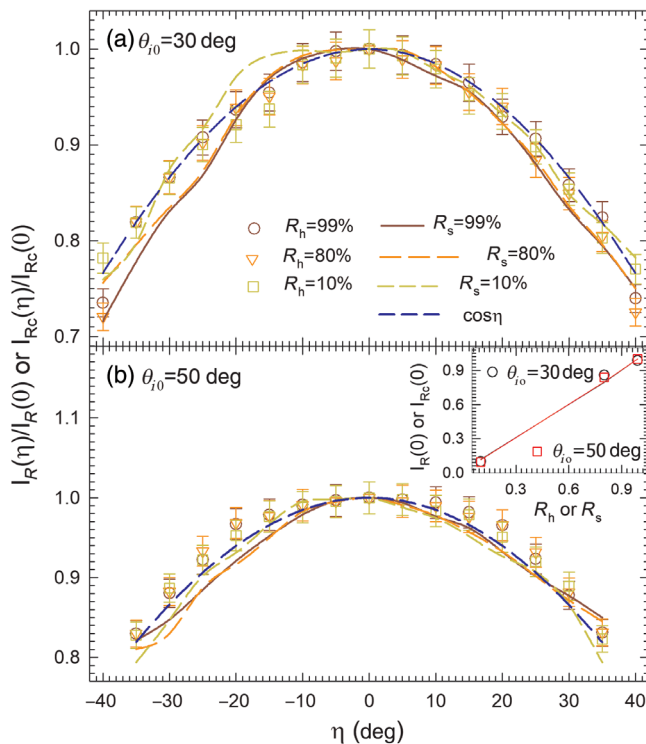 (a) θi0=30 deg
1.0
0.9
0.8
0.7
Rh=99% Rs=99%
Rh=80% Rs=80%
Rh=10% Rs=10%
cosη
IR(η)/IR(0) or IRc(η)/IRc(0)
(b) θi0=50 deg
1.1
1.0
0.9
0.8
IR(0) or IRc(0)
0.9
0.6
0.3
0.0
θio=30 deg
θio=50 deg
0.3 0.6 0.9
Rh or Rs
−40 −30 −20 −10 0 10 20 30 40
η (deg)